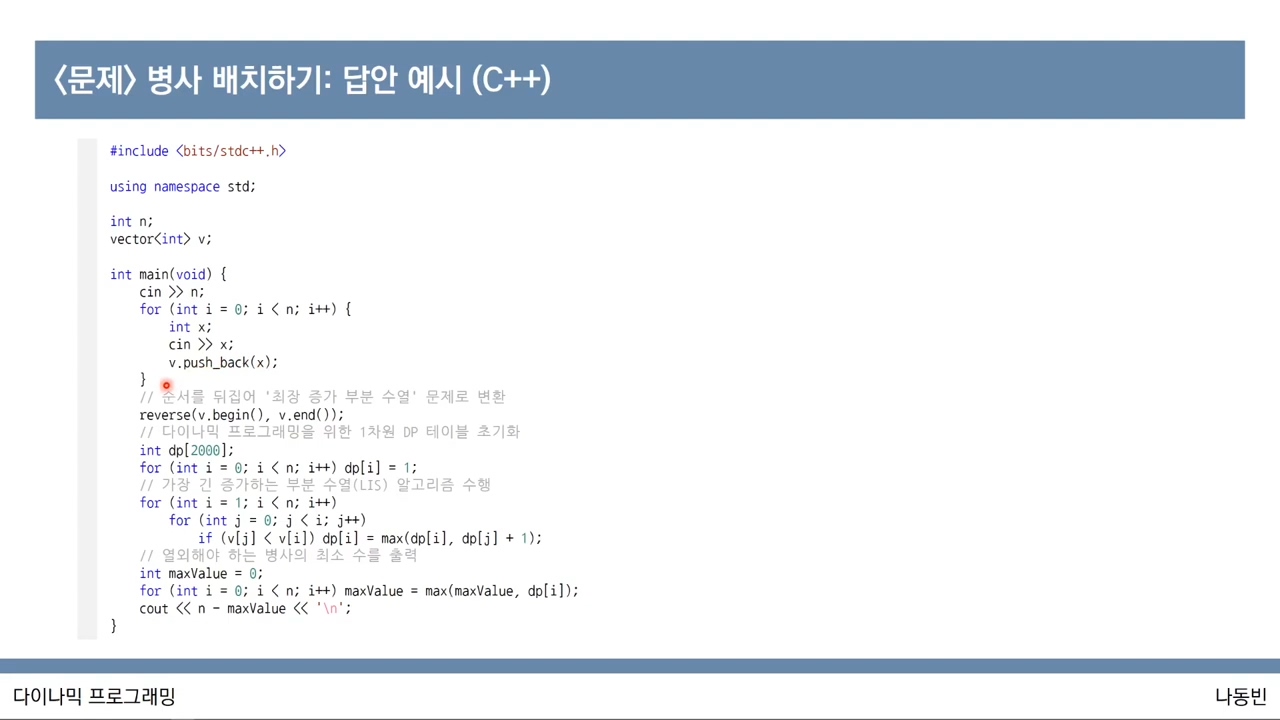 <문제> 병사 배치하기: 답안 예시 (C++)
#include <bits/stdc++.h>
using namespace std;
int n;
vector<int> v;
int main(void) {
    cin >> n;
    for (int i = 0; i < n; i++) {
        int x;
        cin >> x;
        v.push_back(x);
    }
    // 순서를 뒤집어 '최장 증가 부분 수열' 문제로 변환
    reverse(v.begin(), v.end());
    // 다이나믹 프로그래밍을 위한 1차원 DP 테이블 초기화
    int dp[2000];
    for (int i = 0; i < n; i++) dp[i] = 1;
    // 가장 긴 증가하는 부분 수열(LIS) 알고리즘 수행
    for (int i = 1; i < n; i++)
        for (int j = 0; j < i; j++)
            if (v[j] < v[i]) dp[i] = max(dp[i], dp[j] + 1);
    // 열외해야 하는 병사의 최소 수를 출력
    int maxValue = 0;
    for (int i = 0; i < n; i++) maxValue = max(maxValue, dp[i]);
    cout << n - maxValue << '\n';
}
다이나믹 프로그래밍
나동빈